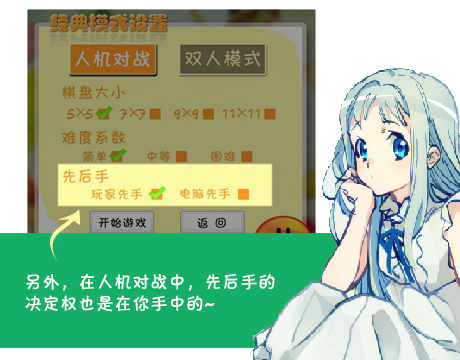 经典模式设置
人机对战 双人模式
棋盘大小
5×5 7×7 9×9 11×11
难度系数
简单 中等 困难
先后手
玩家先手 电脑先手
开始游戏 返回
另外，在人机对战中，先后手的
决定权也是在你手中的~